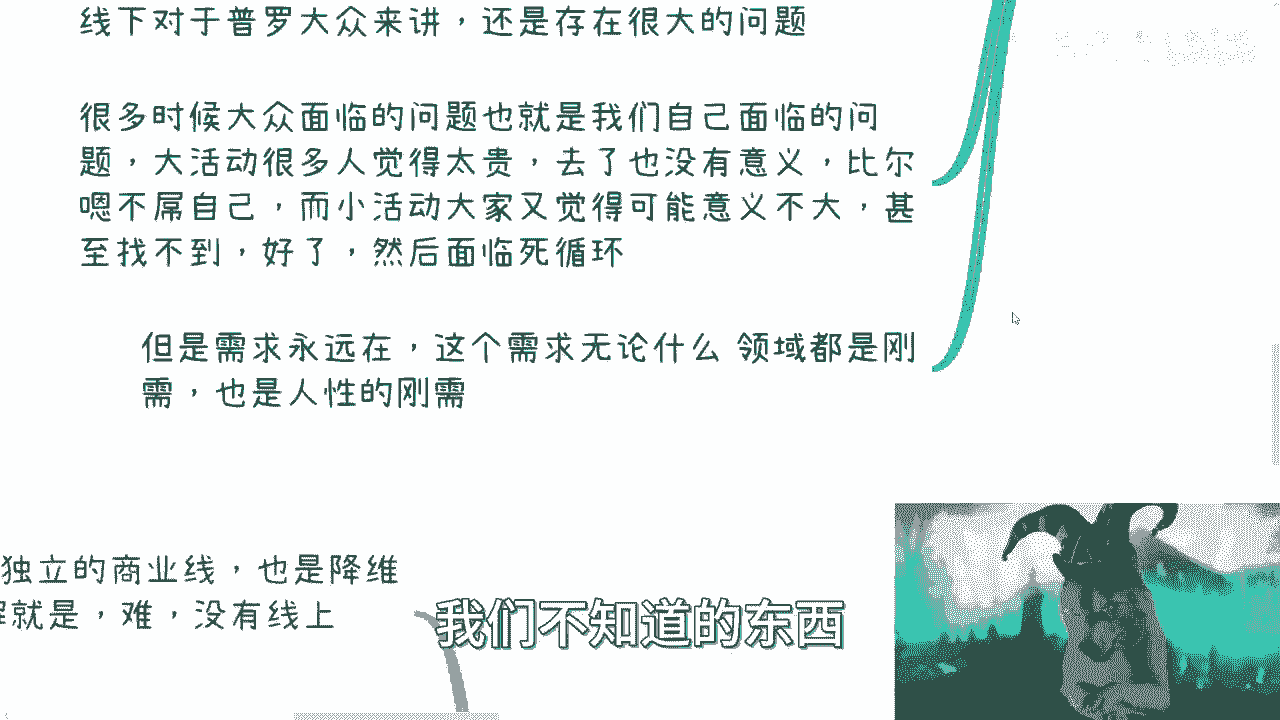 线下对于普罗大众来讲，还是存在很大的问题
很多时候大众面临的问题也就是我们自己面临的问
题，大活动很多人觉得太贵，去了也没有意义，比尔
嗯不屌自己，而小活动大家又觉得可能意义不大，甚
至找不到，好了，然后面临死循环
但是需求永远在，这个需求无论什么 领域都是刚
需，也是人性的刚需
独立的商业线，也是降维
解就是，难，没有线上
我们不知道的东西